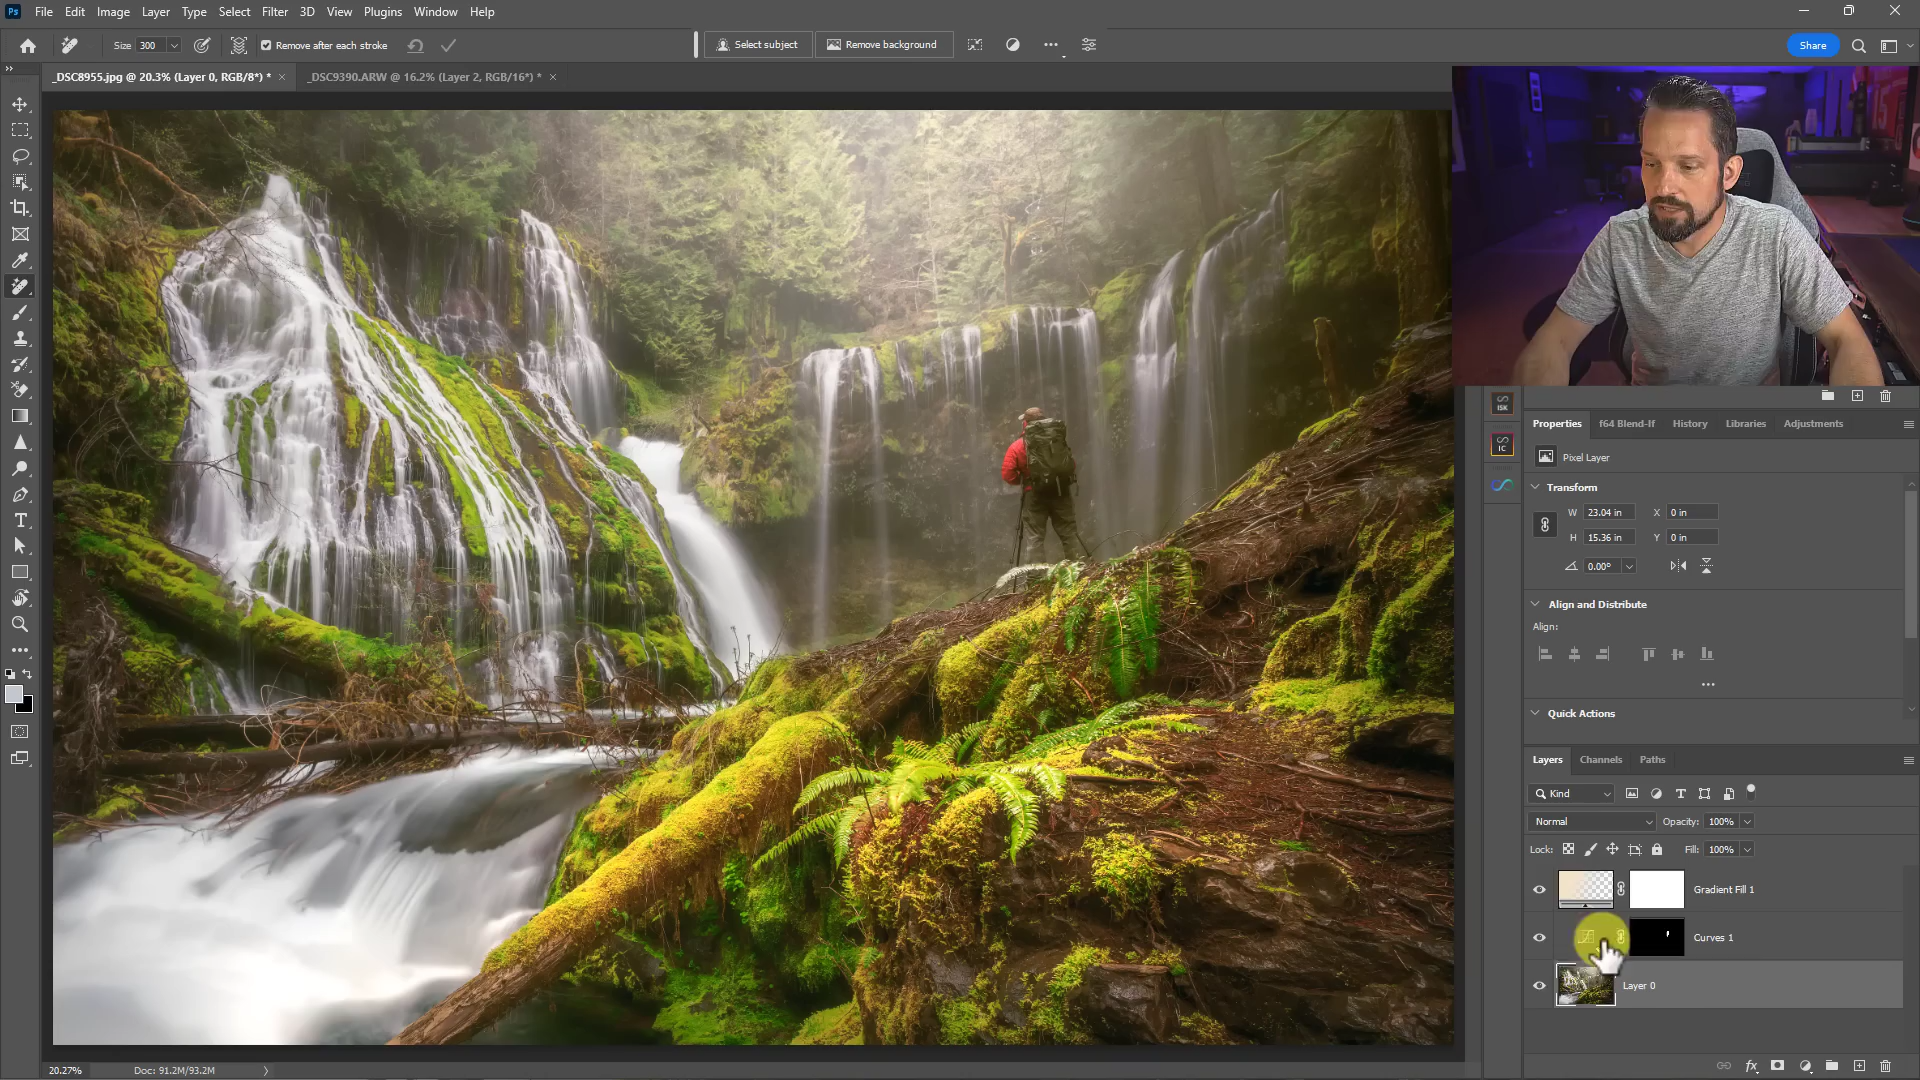 Ps File Edit Image Layer Type Select Filter 3D View Plugins Window Help
Size 300 Remove after each stroke Select subject Remove background Share
_DSC8955.jpg @ 20.3% (Layer 0, RGB/8*) * _DSC9390.ARW @ 16.2% (Layer 2, RGB/16*) *
ISK
IC
Properties f64 Blend-If History Libraries Adjustments
Pixel Layer
Transform
W 23.04 in X 0 in
H 15.36 in Y 0 in
0.00°
Align and Distribute
Align:
Quick Actions
Layers Channels Paths
Kind
Normal Opacity: 100%
Lock: Fill: 100%
Gradient Fill 1
Curves 1
Layer 0
fx
20.27% Doc: 91.2M/93.2M